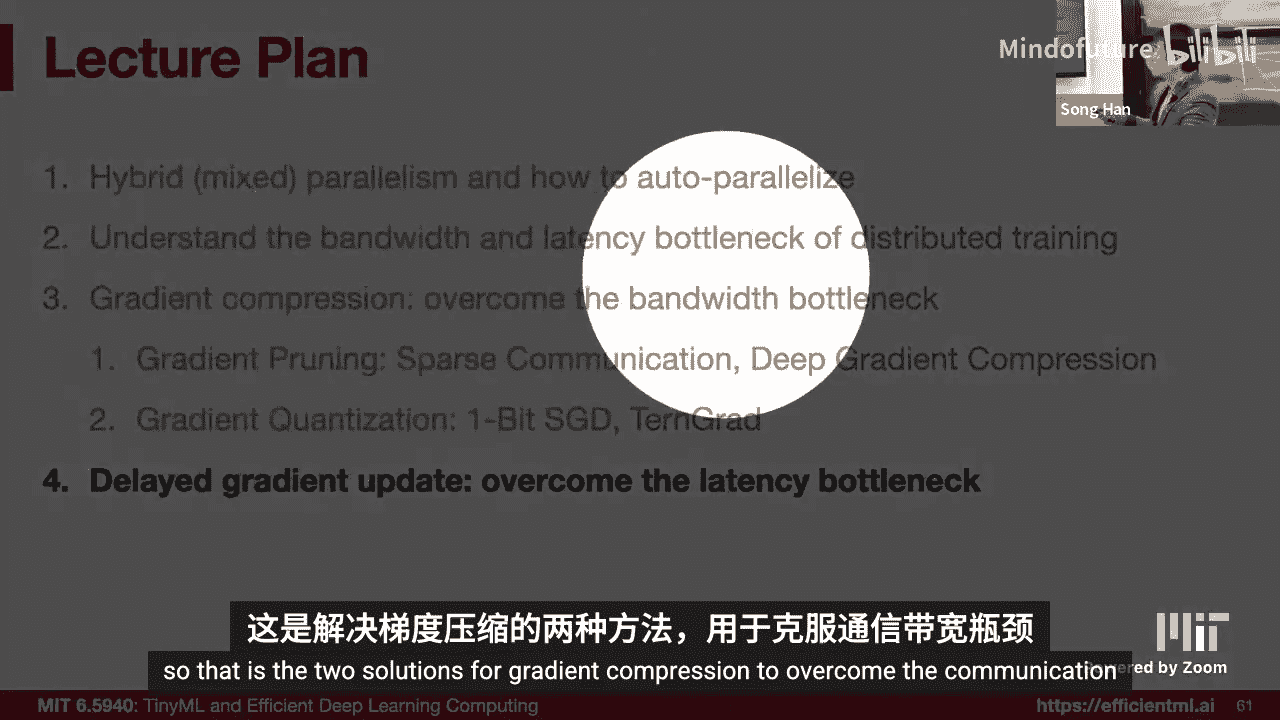 Lecture Plan
Mindofuture
bilibili
Song Han
1. Hybrid (mixed) parallelism and how to auto-parallelize
2. Understand the bandwidth and latency bottleneck of distributed training
3. Gradient compression: overcome the bandwidth bottleneck
1. Gradient Pruning: Sparse Communication, Deep Gradient Compression
2. Gradient Quantization: 1-Bit SGD, TernGrad
4. Delayed gradient update: overcome the latency bottleneck
这是解决梯度压缩的两种方法，用于克服通信带宽瓶颈
so that is the two solutions for gradient compression to overcome the communication
MIT
ered by Zoom
MIT 6.5940: TinyML and Efficient Deep Learning Computing
https://efficientml.ai
61